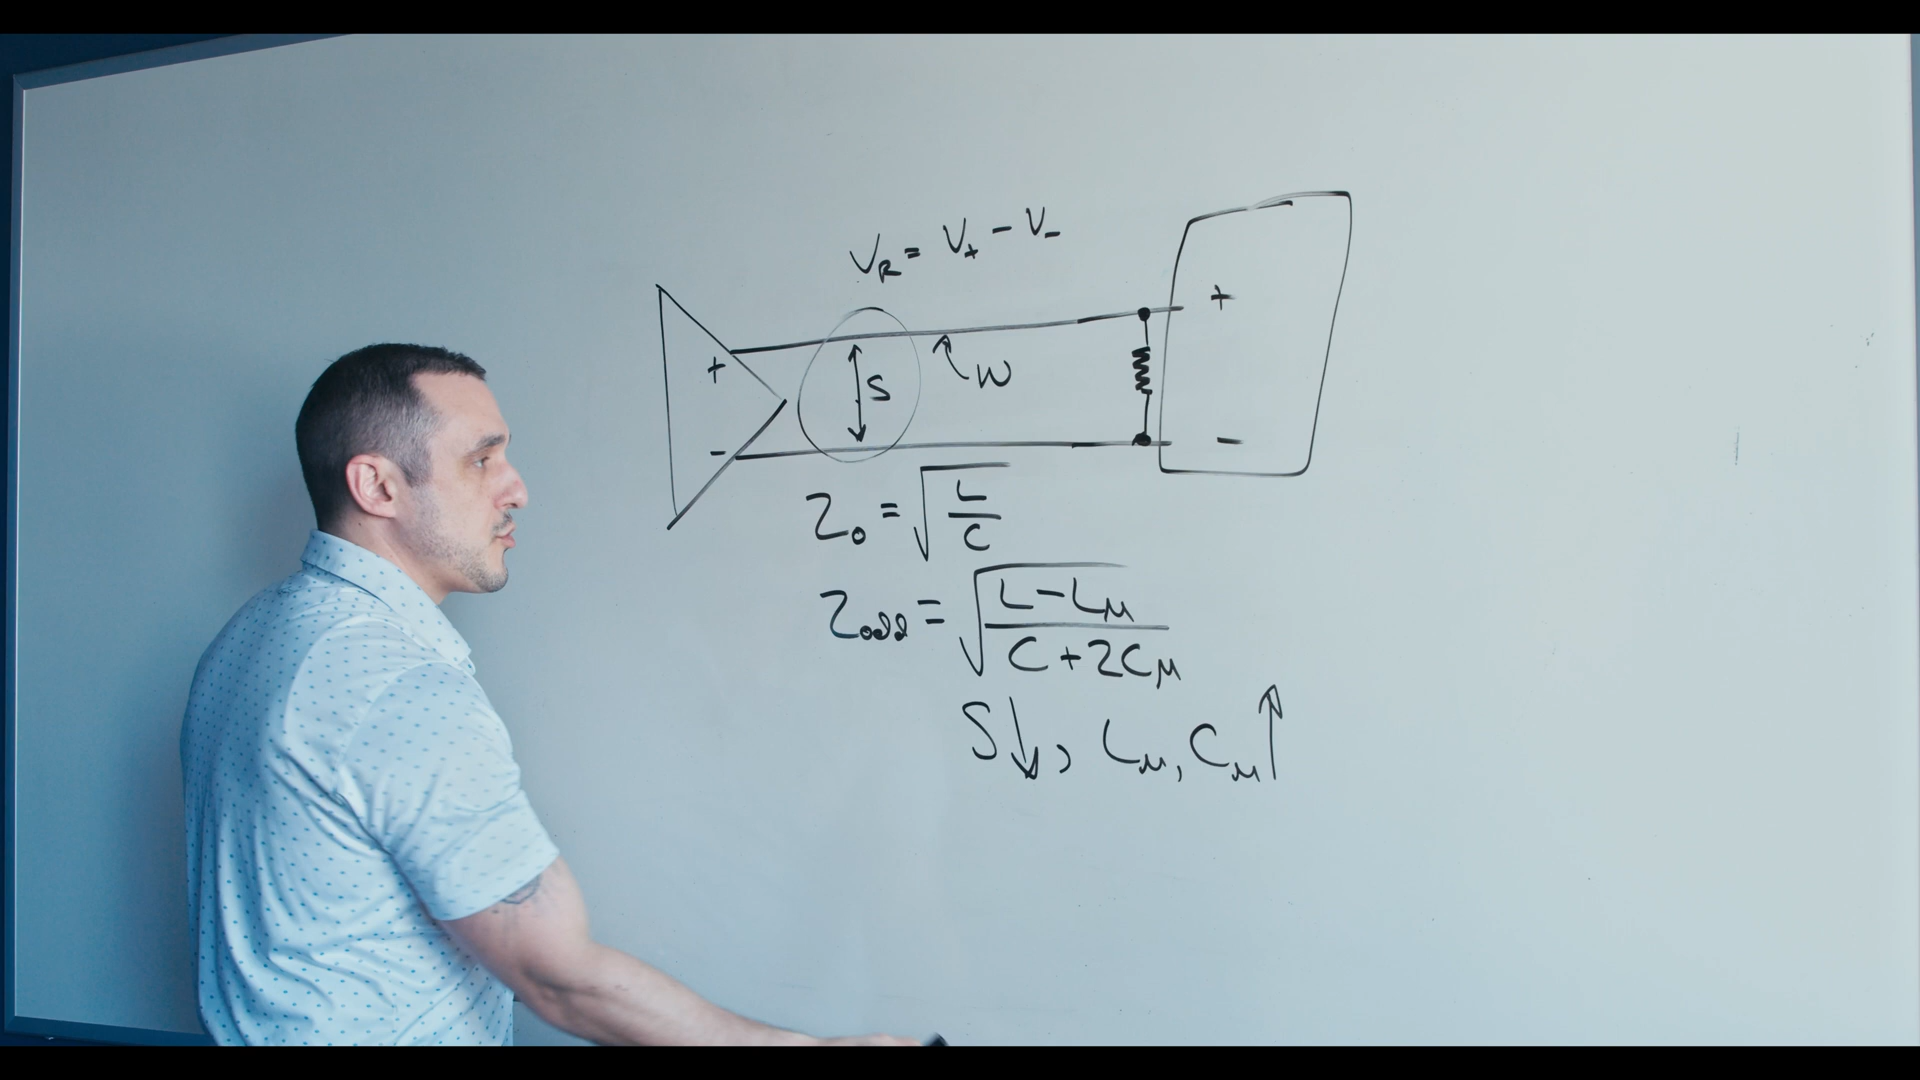 V_R = V_+ - V_-
+
+
S
W
-
-
Z_0 = √(L/C)
Z_odd = √((L-L_M)/(C+2C_M))
S↓, L_M, C_M↑